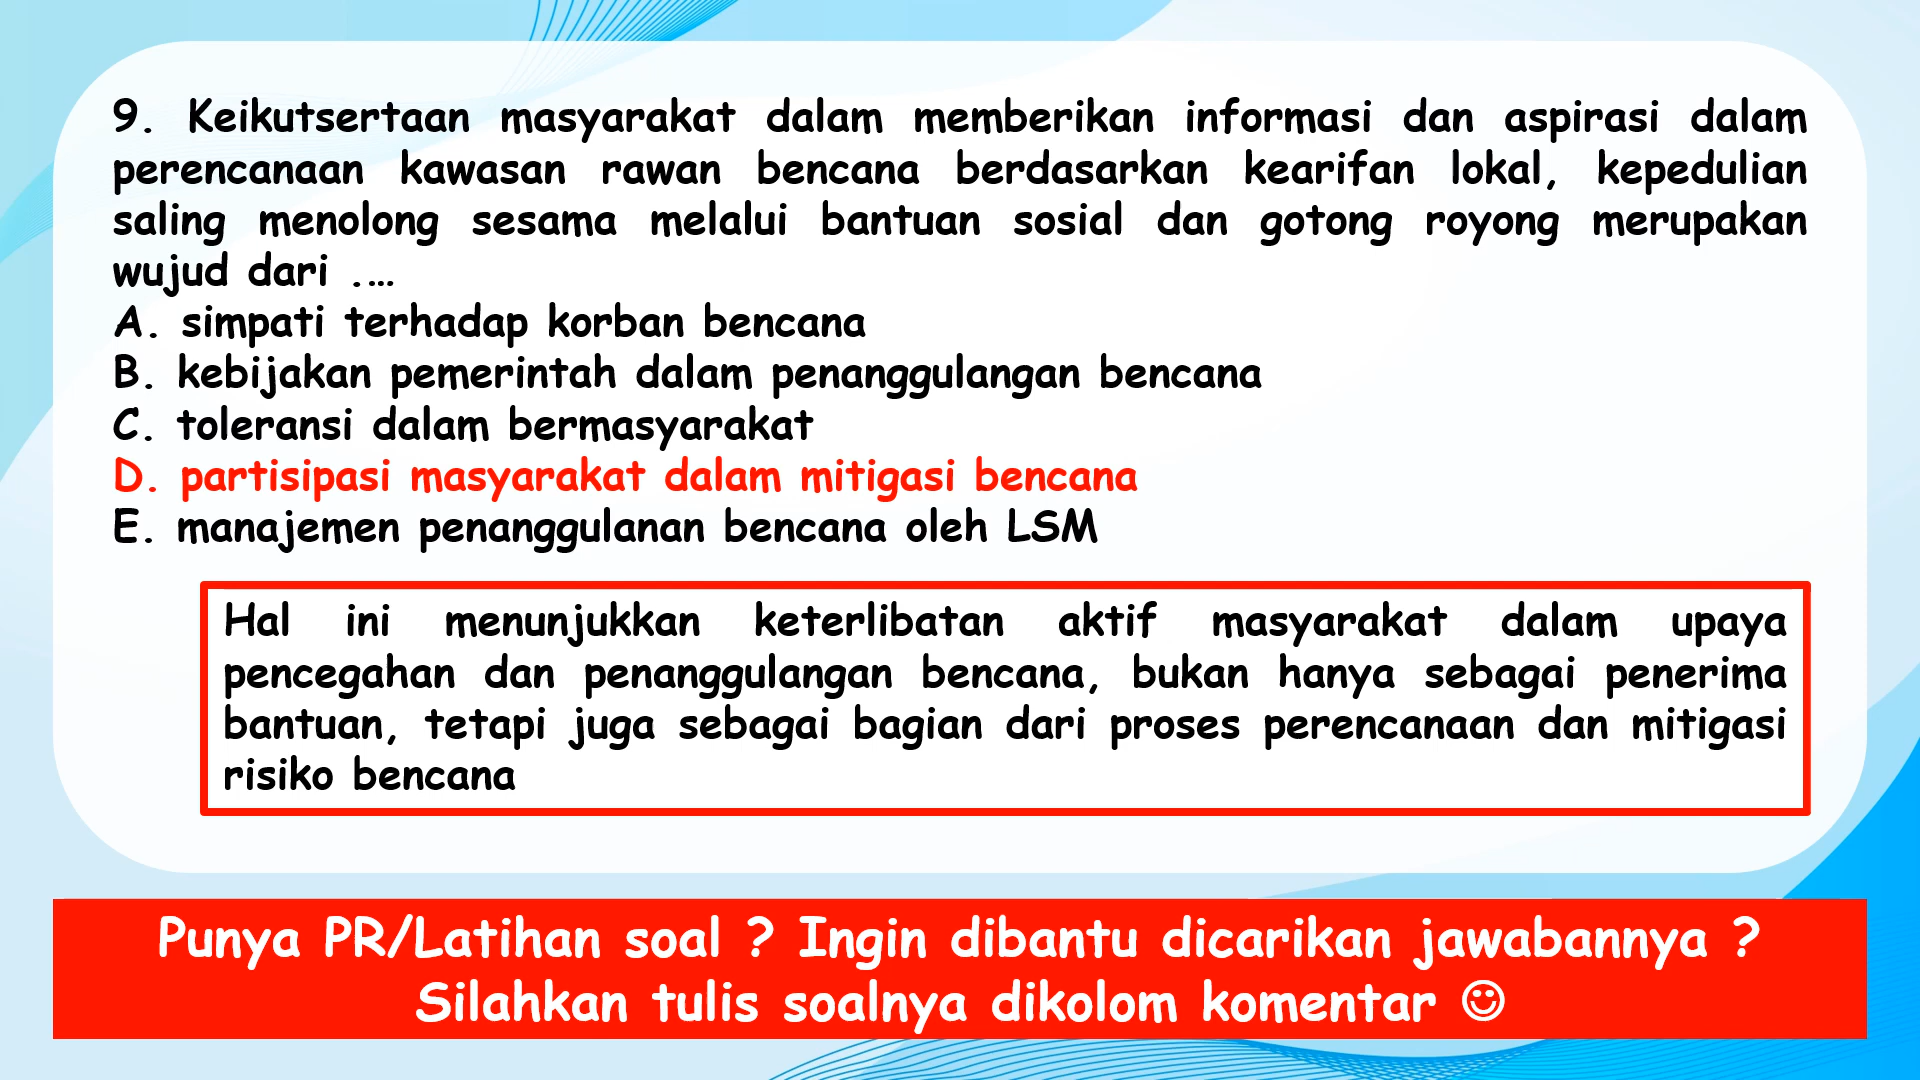 9. Keikutsertaan masyarakat dalam memberikan informasi dan aspirasi dalam
perencanaan kawasan rawan bencana berdasarkan kearifan lokal, kepedulian
saling menolong sesama melalui bantuan sosial dan gotong royong merupakan
wujud dari ….
A. simpati terhadap korban bencana
B. kebijakan pemerintah dalam penanggulangan bencana
C. toleransi dalam bermasyarakat
D. partisipasi masyarakat dalam mitigasi bencana
E. manajemen penanggulanan bencana oleh LSM
Hal ini menunjukkan keterlibatan aktif masyarakat dalam upaya
pencegahan dan penanggulangan bencana, bukan hanya sebagai penerima
bantuan, tetapi juga sebagai bagian dari proses perencanaan dan mitigasi
risiko bencana
Punya PR/Latihan soal ? Ingin dibantu dicarikan jawabannya ?
Silahkan tulis soalnya dikolom komentar ☺